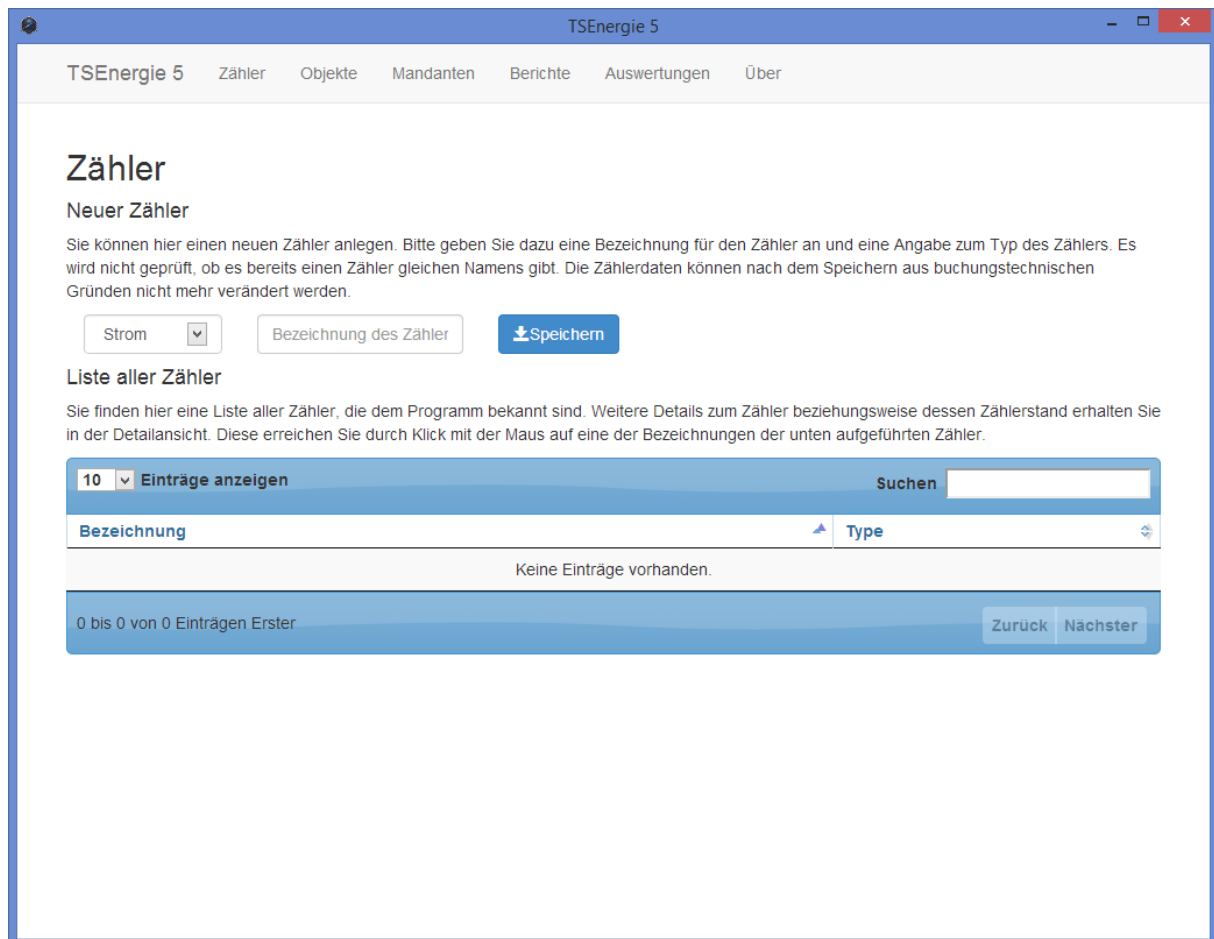 TSEnergie 5
TSEnergie 5 Zähler Objekte Mandanten Berichte Auswertungen Über
Zähler
Neuer Zähler
Sie können hier einen neuen Zähler anlegen. Bitte geben Sie dazu eine Bezeichnung für den Zähler an und eine Angabe zum Typ des Zählers. Es
wird nicht geprüft, ob es bereits einen Zähler gleichen Namens gibt. Die Zählerdaten können nach dem Speichern aus buchungstechnischen
Gründen nicht mehr verändert werden.
Strom Bezeichnung des Zähler Speichern
Liste aller Zähler
Sie finden hier eine Liste aller Zähler, die dem Programm bekannt sind. Weitere Details zum Zähler beziehungsweise dessen Zählerstand erhalten Sie
in der Detailansicht. Diese erreichen Sie durch Klick mit der Maus auf eine der Bezeichnungen der unten aufgeführten Zähler.
10 Einträge anzeigen Suchen
Bezeichnung Type
Keine Einträge vorhanden.
0 bis 0 von 0 Einträgen Erster Zurück Nächster